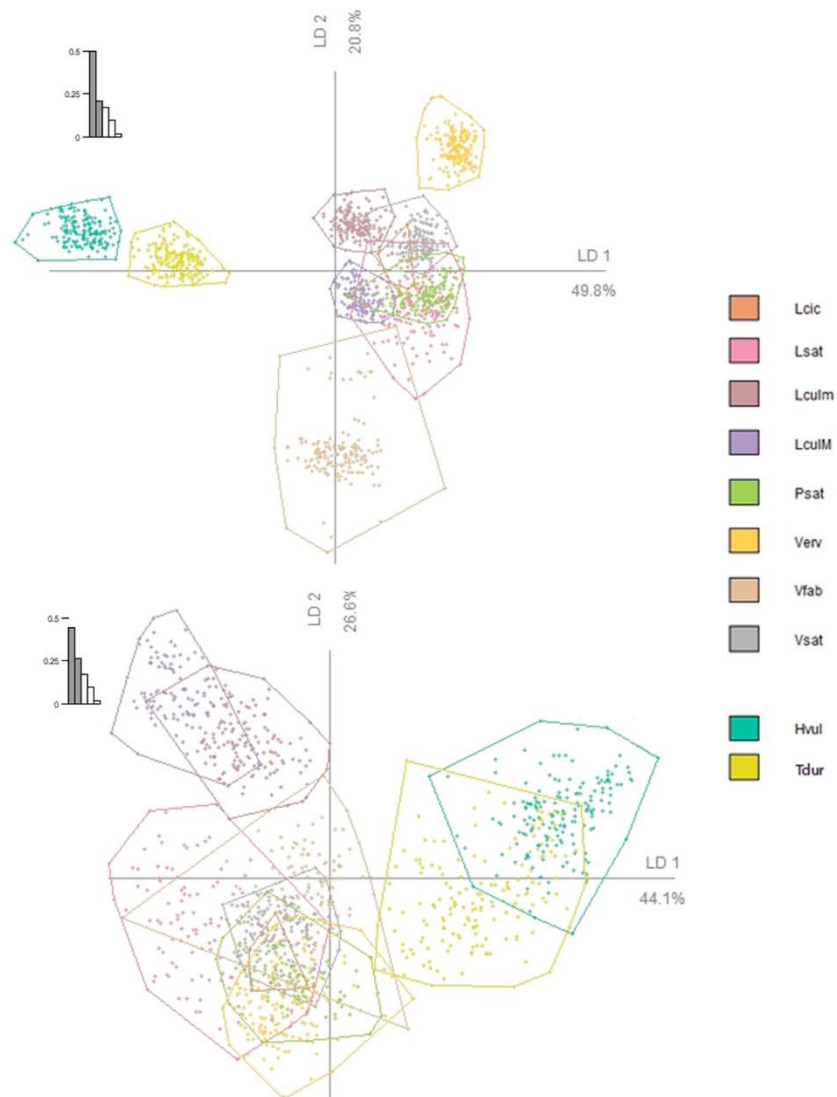 LD 2
20.8%
0.5
0.25
0
LD 1
49.8%
Lcic
Lsat
Lculm
LculM
Psat
Verv
Vfab
Vsat
Hvul
Tdur
LD 2
26.6%
0.5
0.25
0
LD 1
44.1%